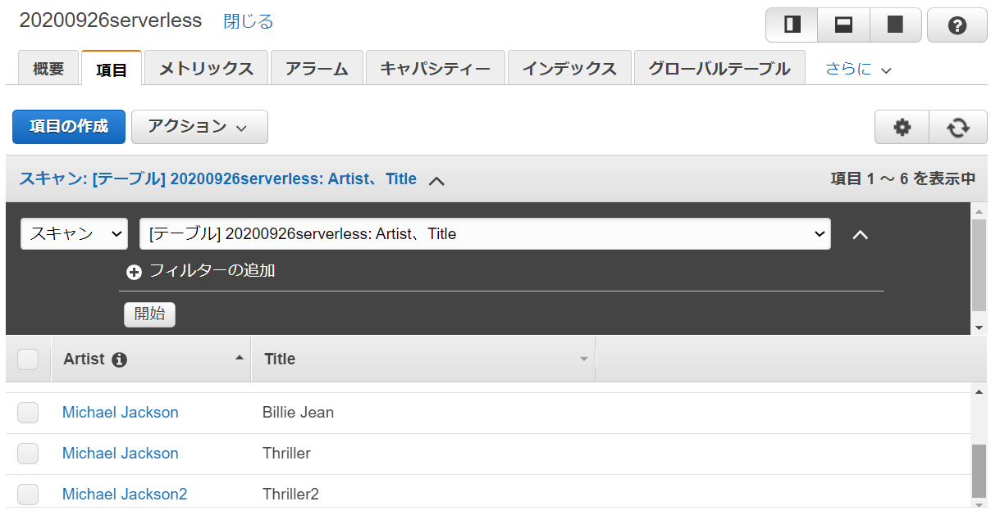 20200926serverless 閉じる
概要 項目 メトリックス アラーム キャパシティー インデックス グローバルテーブル さらに
項目の作成 アクション
スキャン: [テーブル] 20200926serverless: Artist、Title 項目 1 ～ 6 を表示中
スキャン [テーブル] 20200926serverless: Artist、Title
フィルターの追加
開始
Artist Title
Michael Jackson Billie Jean
Michael Jackson Thriller
Michael Jackson2 Thriller2